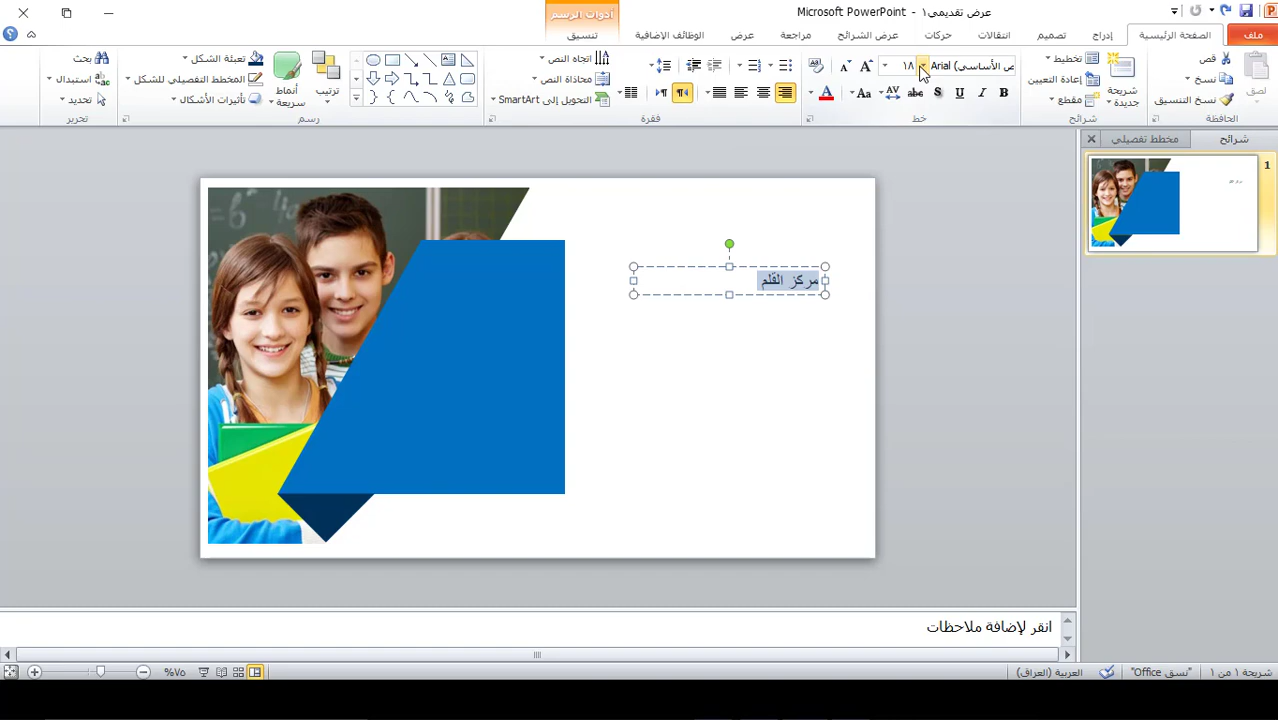 عرض تقديمي١ - Microsoft PowerPoint
أدوات الرسم
ملف
الصفحة الرئيسية
إدراج
تصميم
انتقالات
حركات
عرض الشرائح
مراجعة
عرض
الوظائف الإضافية
تنسيق
لصق
قص
نسخ
نسخ التنسيق
الحافظة
شريحة جديدة
تخطيط
إعادة التعيين
مقطع
شرائح
Arial (ص الأساسي
١٨
خط
اتجاه النص
محاذاة النص
التحويل إلى SmartArt
فقرة
ترتيب
أنماط سريعة
تعبئة الشكل
المخطط التفصيلي للشكل
تأثيرات الأشكال
رسم
بحث
استبدال
تحديد
تحرير
شرائح
مخطط تفصيلي
1
مركز القلم
انقر لإضافة ملاحظات
شريحة ١ من ١
"نسق Office"
العربية (العراق)
%٧٥